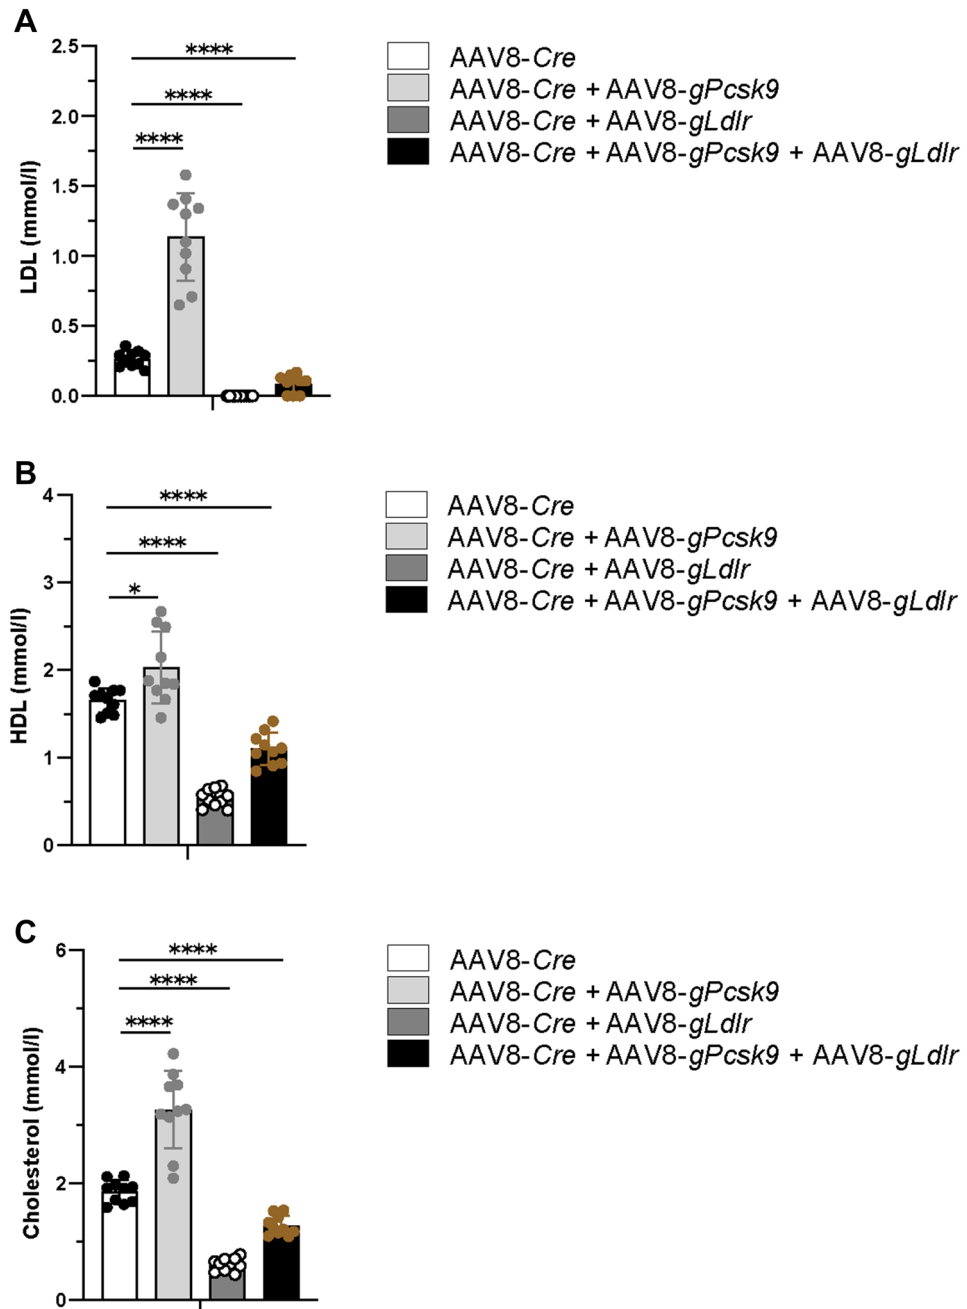 A
****
****
****
2.5
2.0
1.5
1.0
0.5
0.0
LDL (mmol/l)
AAV8-Cre
AAV8-Cre + AAV8-gPcsk9
AAV8-Cre + AAV8-gLdlr
AAV8-Cre + AAV8-gPcsk9 + AAV8-gLdlr
B
****
****
*
4
3
2
1
0
HDL (mmol/l)
AAV8-Cre
AAV8-Cre + AAV8-gPcsk9
AAV8-Cre + AAV8-gLdlr
AAV8-Cre + AAV8-gPcsk9 + AAV8-gLdlr
C
****
****
****
6
4
2
0
Cholesterol (mmol/l)
AAV8-Cre
AAV8-Cre + AAV8-gPcsk9
AAV8-Cre + AAV8-gLdlr
AAV8-Cre + AAV8-gPcsk9 + AAV8-gLdlr